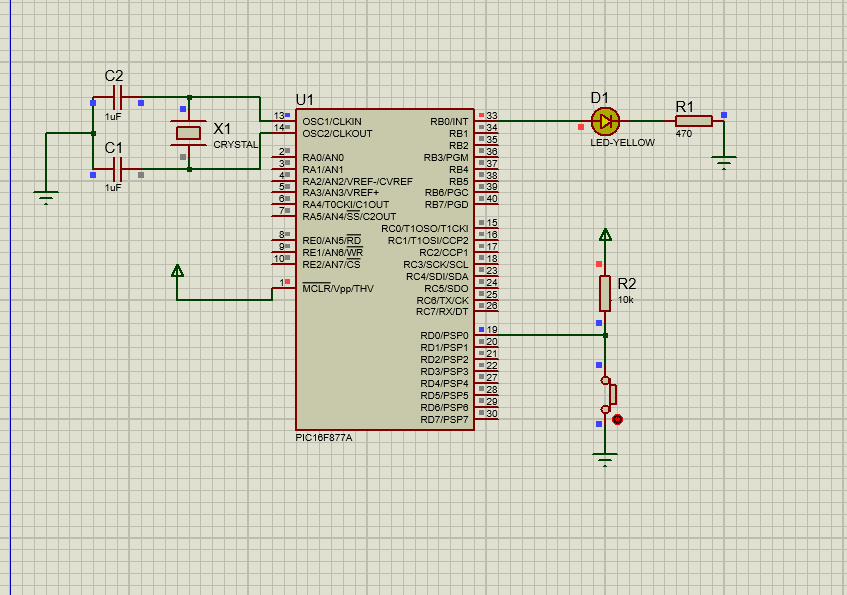 C2
1uF
C1
1uF
X1
CRYSTAL
U1
13
14
2
3
4
5
6
7
8
9
10
1
OSC1/CLKIN
OSC2/CLKOUT
RA0/AN0
RA1/AN1
RA2/AN2/VREF-/CVREF
RA3/AN3/VREF+
RA4/T0CKI/C1OUT
RA5/AN4/SS/C2OUT
RE0/AN5/RD
RE1/AN6/WR
RE2/AN7/CS
MCLR/Vpp/THV
RB0/INT
RB1
RB2
RB3/PGM
RB4
RB5
RB6/PGC
RB7/PGD
RC0/T1OSO/T1CKI
RC1/T1OSI/CCP2
RC2/CCP1
RC3/SCK/SCL
RC4/SDI/SDA
RC5/SDO
RC6/TX/CK
RC7/RX/DT
RD0/PSP0
RD1/PSP1
RD2/PSP2
RD3/PSP3
RD4/PSP4
RD5/PSP5
RD6/PSP6
RD7/PSP7
33
34
35
36
37
38
39
40
15
16
17
18
23
24
25
26
19
20
21
22
27
28
29
30
PIC16F877A
D1
LED-YELLOW
R1
470
R2
10k